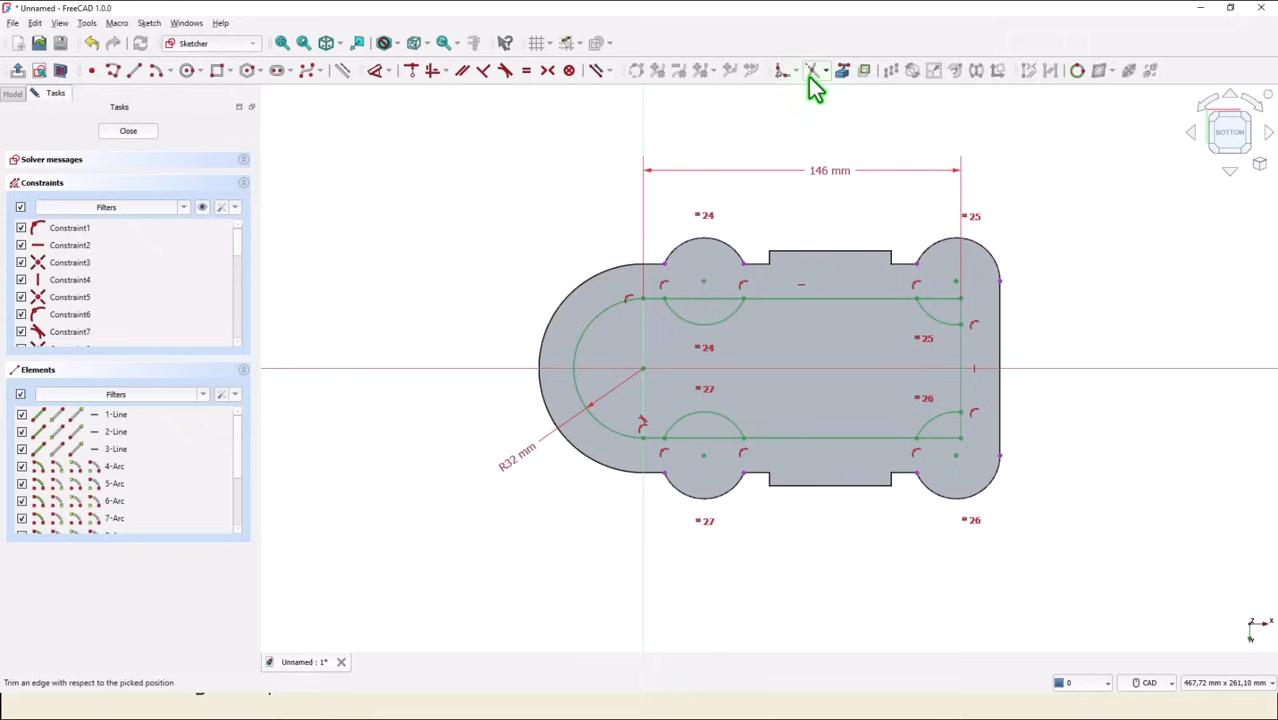 * Unnamed - FreeCAD 1.0.0
File Edit View Tools Macro Sketch Windows Help
Sketcher
Model Tasks
Tasks
Close
Solver messages
Constraints
Filters
Constraint1
Constraint2
Constraint3
Constraint4
Constraint5
Constraint6
Constraint7
Elements
Filters
1-Line
2-Line
3-Line
4-Arc
5-Arc
6-Arc
7-Arc
BOTTOM
146 mm
= 24
= 25
= 25
= 24
= 27
= 26
R32 mm
= 27
= 26
Z
X
Y
Unnamed : 1*
Trim an edge with respect to the picked position
0
CAD
467,72 mm x 261,10 mm